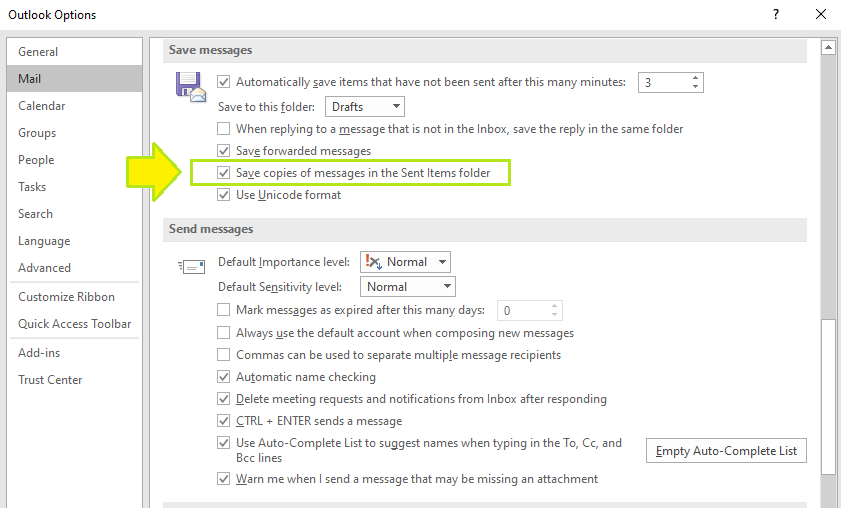 Outlook Options
?
General
Mail
Calendar
Groups
People
Tasks
Search
Language
Advanced
Customize Ribbon
Quick Access Toolbar
Add-ins
Trust Center
Save messages
Automatically save items that have not been sent after this many minutes: 3
Save to this folder: Drafts
When replying to a message that is not in the Inbox, save the reply in the same folder
Save forwarded messages
Save copies of messages in the Sent Items folder
Use Unicode format
Send messages
Default Importance level: Normal
Default Sensitivity level: Normal
Mark messages as expired after this many days: 0
Always use the default account when composing new messages
Commas can be used to separate multiple message recipients
Automatic name checking
Delete meeting requests and notifications from Inbox after responding
CTRL + ENTER sends a message
Use Auto-Complete List to suggest names when typing in the To, Cc, and
Bcc lines
Empty Auto-Complete List
Warn me when I send a message that may be missing an attachment